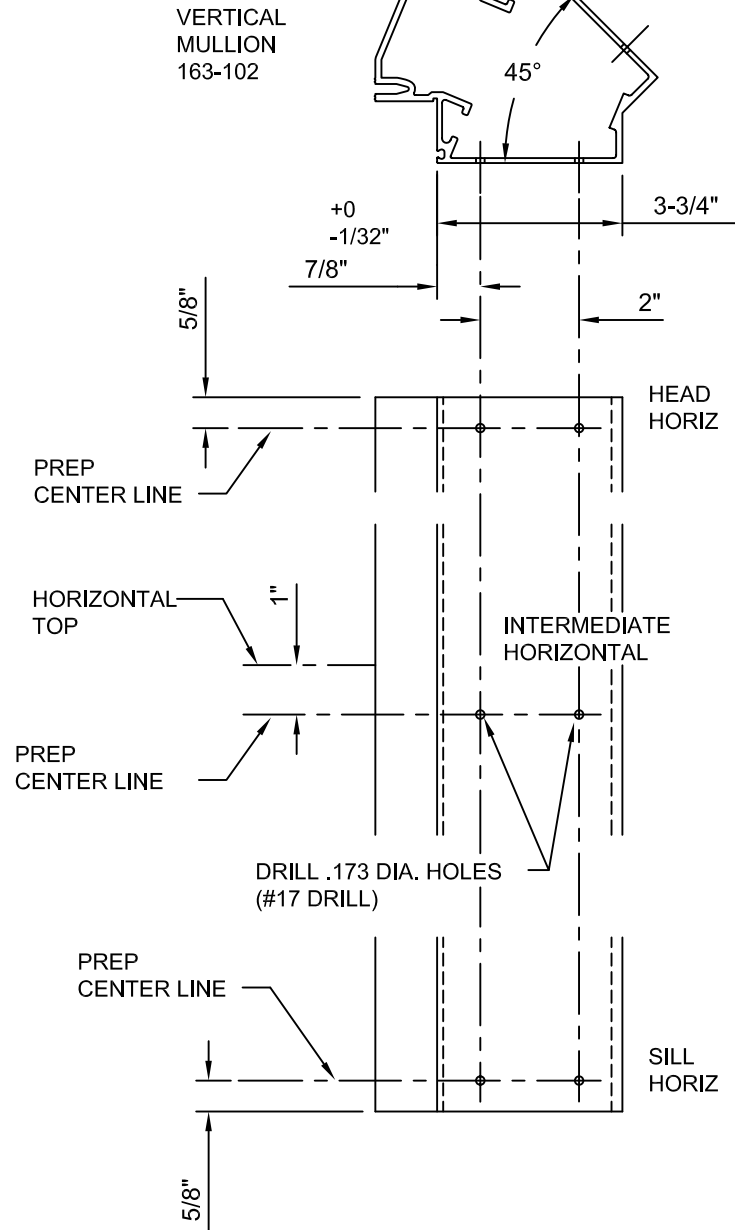 VERTICAL
MULLION
163-102
45°
+0
-1/32"
3-3/4"
7/8"
2"
5/8"
HEAD
HORIZ
PREP
CENTER LINE
HORIZONTAL
TOP
1"
INTERMEDIATE
HORIZONTAL
PREP
CENTER LINE
DRILL .173 DIA. HOLES
(#17 DRILL)
PREP
CENTER LINE
SILL
HORIZ
5/8"